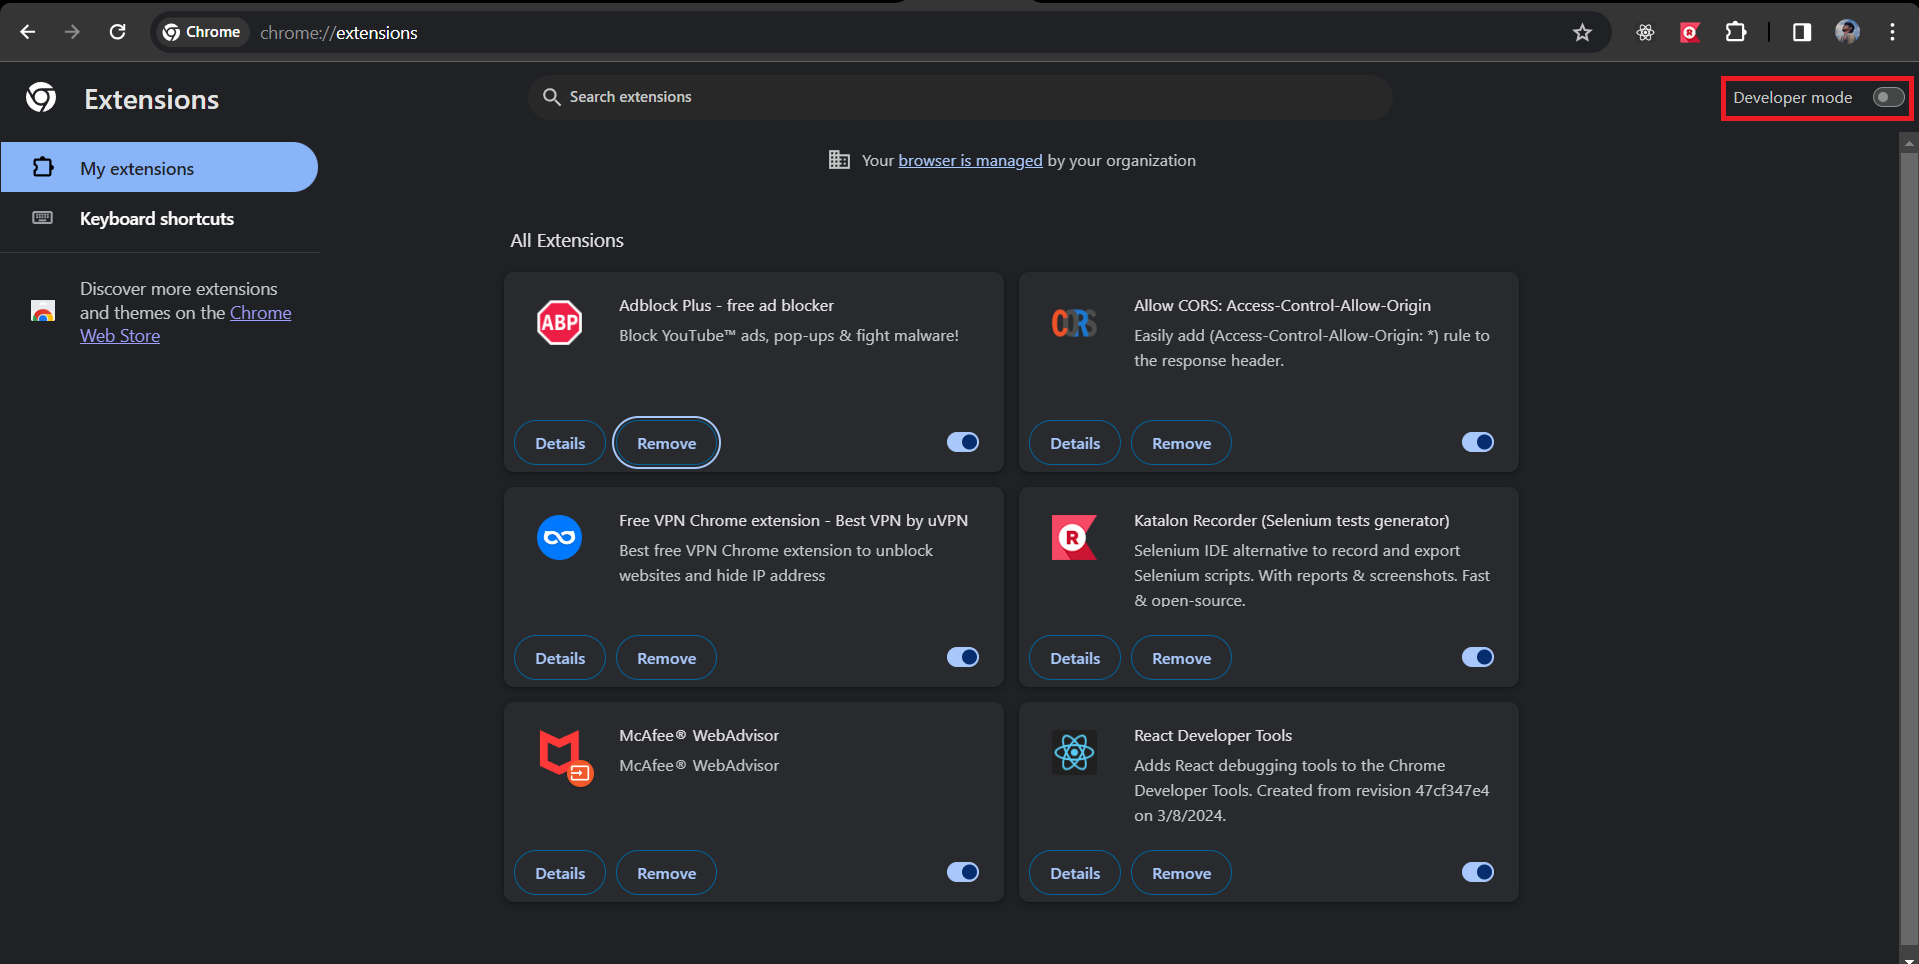 Chrome
chrome://extensions
Extensions
Search extensions
Developer mode
My extensions
Keyboard shortcuts
Discover more extensions
and themes on the Chrome
Web Store
Your browser is managed by your organization
All Extensions
ABP
Adblock Plus - free ad blocker
Block YouTube™ ads, pop-ups & fight malware!
Details
Remove
CORS
Allow CORS: Access-Control-Allow-Origin
Easily add (Access-Control-Allow-Origin: *) rule to
the response header.
Details
Remove
Free VPN Chrome extension - Best VPN by uVPN
Best free VPN Chrome extension to unblock
websites and hide IP address
Details
Remove
R
Katalon Recorder (Selenium tests generator)
Selenium IDE alternative to record and export
Selenium scripts. With reports & screenshots. Fast
& open-source.
Details
Remove
McAfee® WebAdvisor
McAfee® WebAdvisor
Details
Remove
React Developer Tools
Adds React debugging tools to the Chrome
Developer Tools. Created from revision 47cf347e4
on 3/8/2024.
Details
Remove